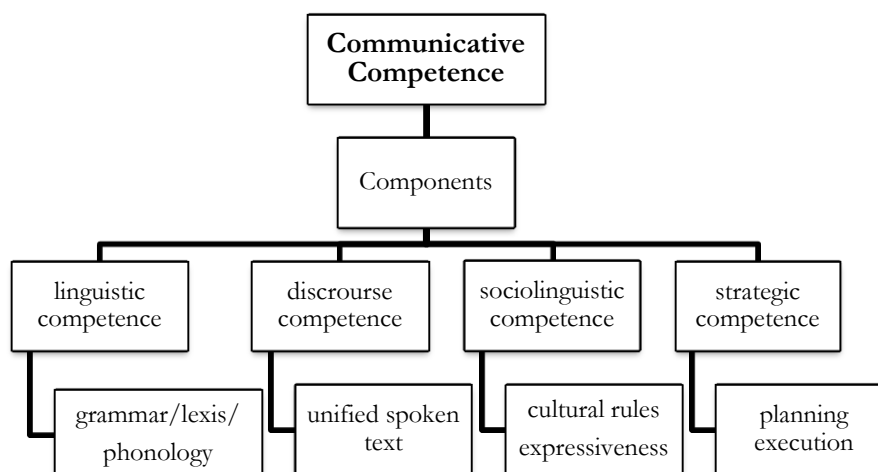 Communicative
Competence
Components
linguistic
competence
discrourse
competence
sociolinguistic
competence
strategic
competence
grammar/lexis/
phonology
unified spoken
text
cultural rules
expressiveness
planning
execution